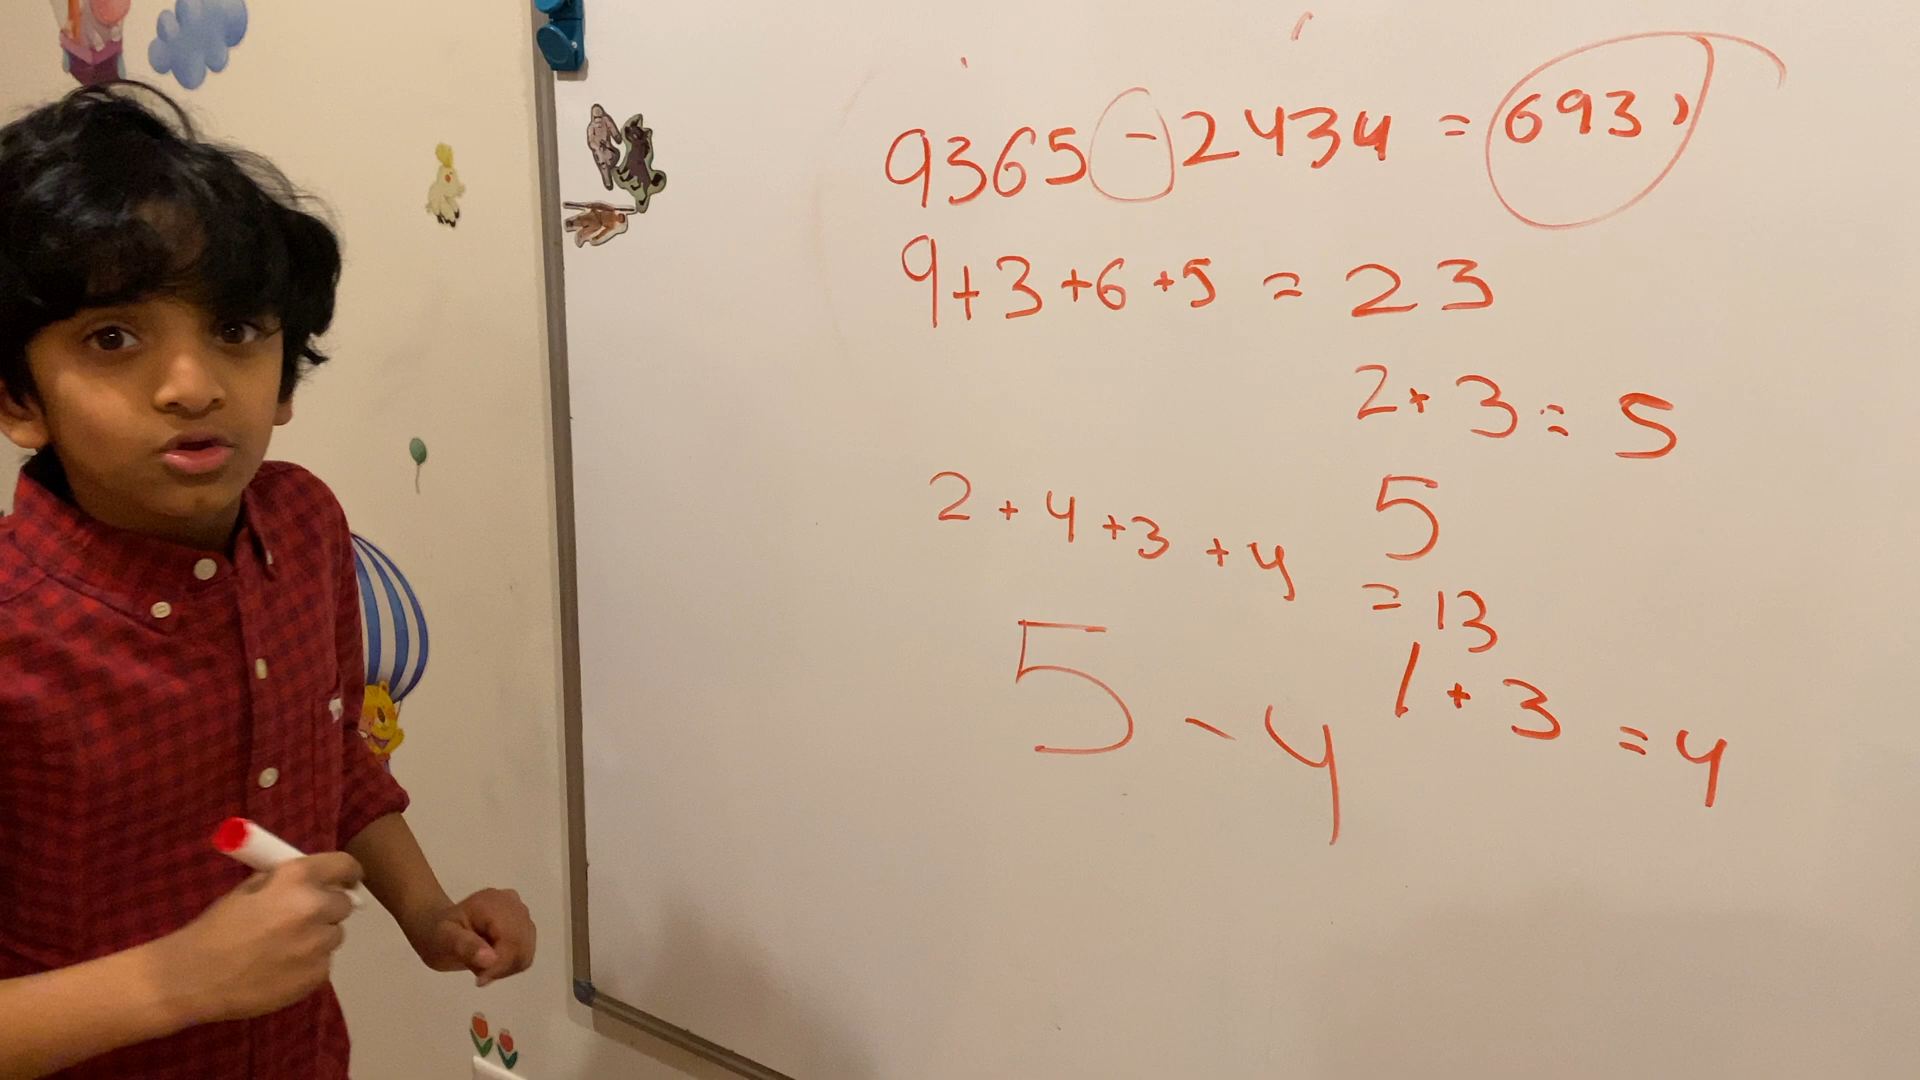 9365 - 2434 = 6931
9+3+6+5 = 23
2+3 = 5
5
2+4+3+4 = 13
1+3 = 4
5 - 4